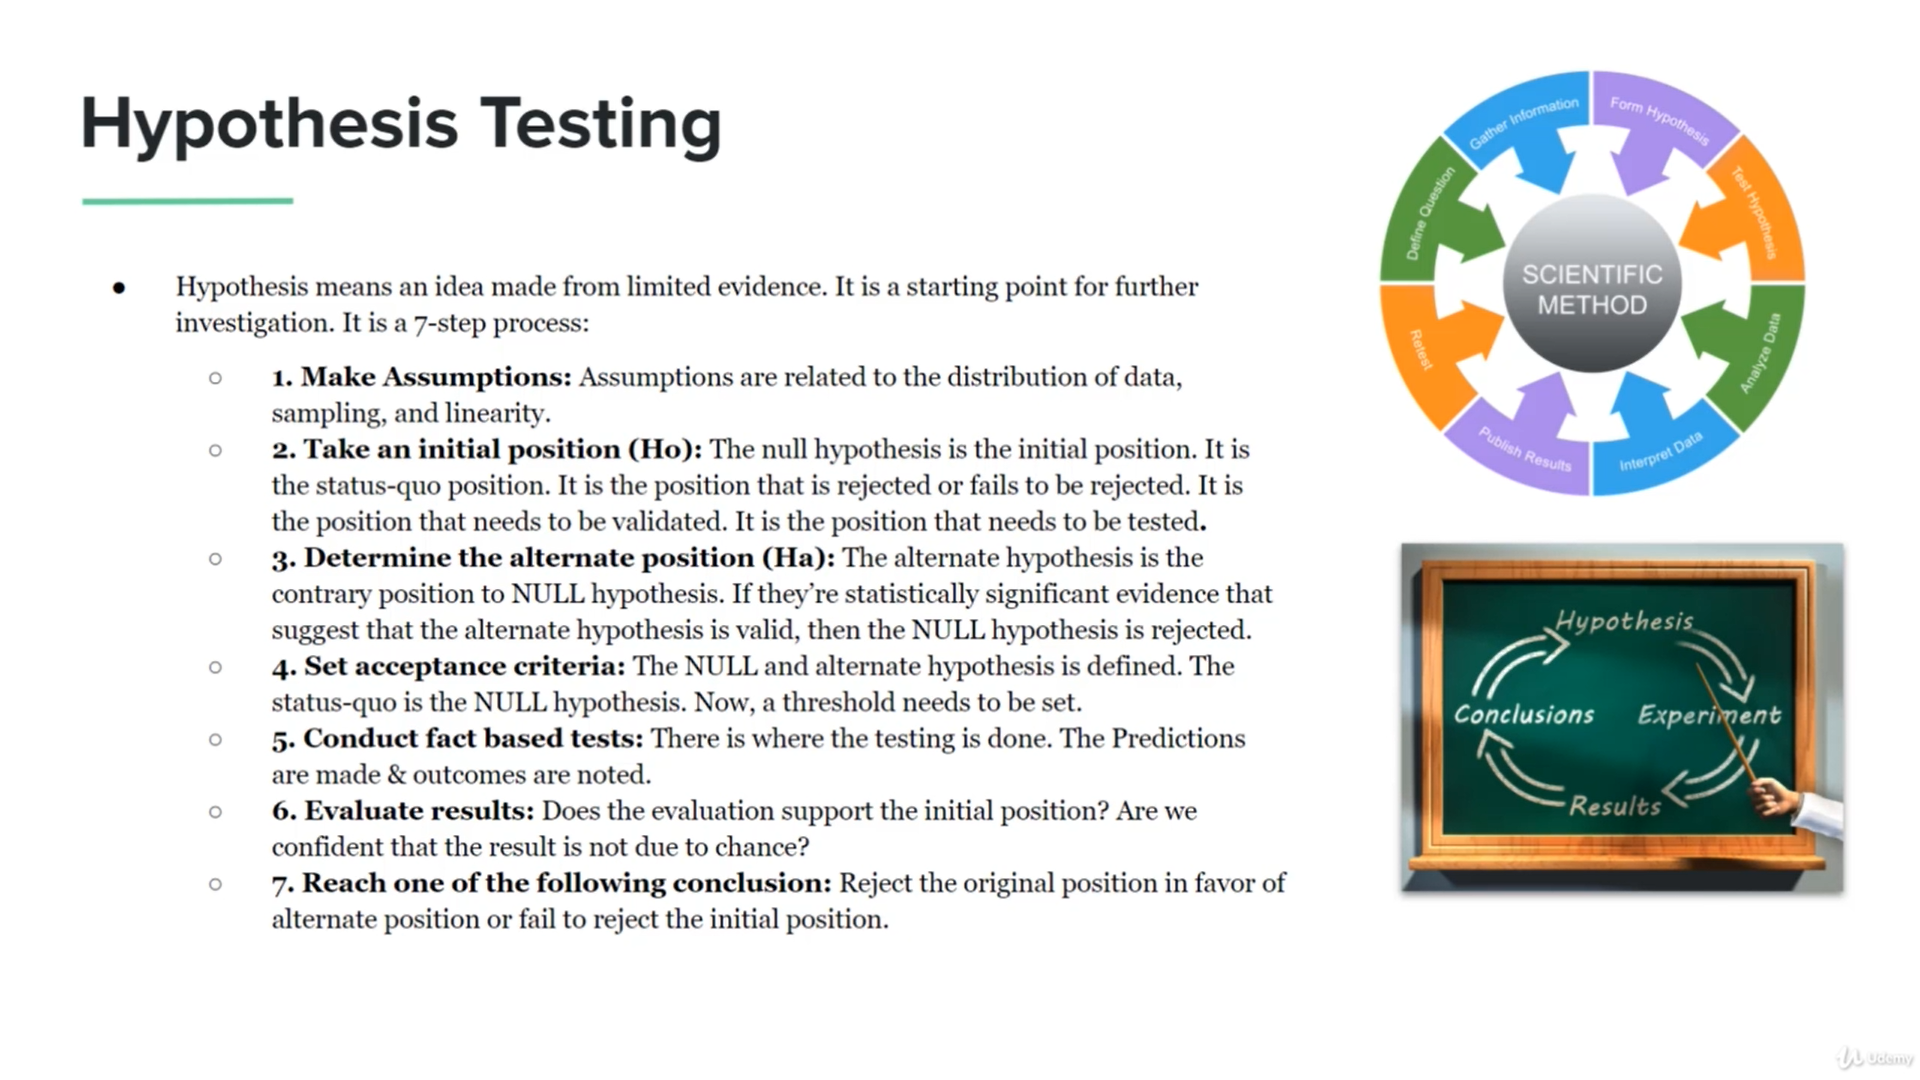 Hypothesis Testing
● Hypothesis means an idea made from limited evidence. It is a starting point for further
investigation. It is a 7-step process:
○ 1. Make Assumptions: Assumptions are related to the distribution of data,
sampling, and linearity.
○ 2. Take an initial position (Ho): The null hypothesis is the initial position. It is
the status-quo position. It is the position that is rejected or fails to be rejected. It is
the position that needs to be validated. It is the position that needs to be tested.
○ 3. Determine the alternate position (Ha): The alternate hypothesis is the
contrary position to NULL hypothesis. If they’re statistically significant evidence that
suggest that the alternate hypothesis is valid, then the NULL hypothesis is rejected.
○ 4. Set acceptance criteria: The NULL and alternate hypothesis is defined. The
status-quo is the NULL hypothesis. Now, a threshold needs to be set.
○ 5. Conduct fact based tests: There is where the testing is done. The Predictions
are made & outcomes are noted.
○ 6. Evaluate results: Does the evaluation support the initial position? Are we
confident that the result is not due to chance?
○ 7. Reach one of the following conclusion: Reject the original position in favor of
alternate position or fail to reject the initial position.
SCIENTIFIC
METHOD
Define Question
Gather Information
Form Hypothesis
Test Hypothesis
Analyze Data
Interpret Data
Publish Results
Retest
Hypothesis
Experiment
Results
Conclusions
Udemy